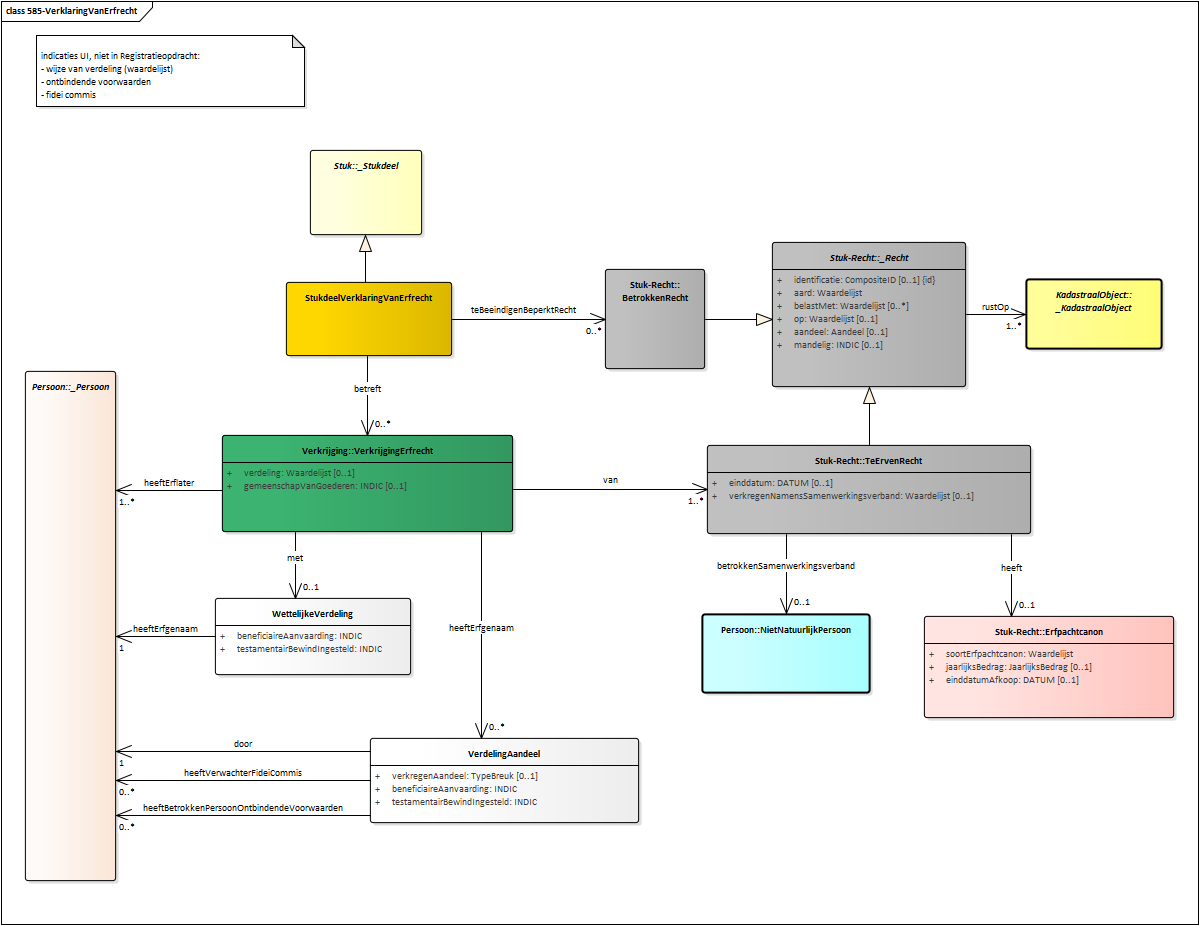 class 585-VerklaringVanErfrecht
indicaties UI, niet in Registratieopdracht:
- wijze van verdeling (waardelijst)
- ontbindende voorwaarden
- fidei commis
Stuk::_Stukdeel
StukdeelVerklaringVanErfrecht
teBeeindigenBeperktRecht
0..*
Stuk-Recht::
BetrokkenRecht
Stuk-Recht::_Recht
+ identificatie: CompositeID [0..1] {id}
+ aard: Waardelijst
+ belastMet: Waardelijst [0..*]
+ op: Waardelijst [0..1]
+ aandeel: Aandeel [0..1]
+ mandelig: INDIC [0..1]
rustOp
1..*
KadastraalObject::
_KadastraalObject
betreft
0..*
Persoon::_Persoon
Verkrijging::VerkrijgingErfrecht
+ verdeling: Waardelijst [0..1]
+ gemeenschapVanGoederen: INDIC [0..1]
heeftErflater
1..*
van
1..*
Stuk-Recht::TeErvenRecht
+ einddatum: DATUM [0..1]
+ verkregenNamensSamenwerkingsverband: Waardelijst [0..1]
met
0..1
betrokkenSamenwerkingsverband
0..1
heeft
0..1
WettelijkeVerdeling
+ beneficiaireAanvaarding: INDIC
+ testamentairBewindIngesteld: INDIC
heeftErfgenaam
1
heeftErfgenaam
0..*
Persoon::NietNatuurlijkPersoon
Stuk-Recht::Erfpachtcanon
+ soortErfpachtcanon: Waardelijst
+ jaarlijksBedrag: JaarlijksBedrag [0..1]
+ einddatumAfkoop: DATUM [0..1]
VerdelingAandeel
+ verkregenAandeel: TypeBreuk [0..1]
+ beneficiaireAanvaarding: INDIC
+ testamentairBewindIngesteld: INDIC
door
1
heeftVerwachterFideiCommis
0..*
heeftBetrokkenPersoonOntbindendeVoorwaarden
0..*